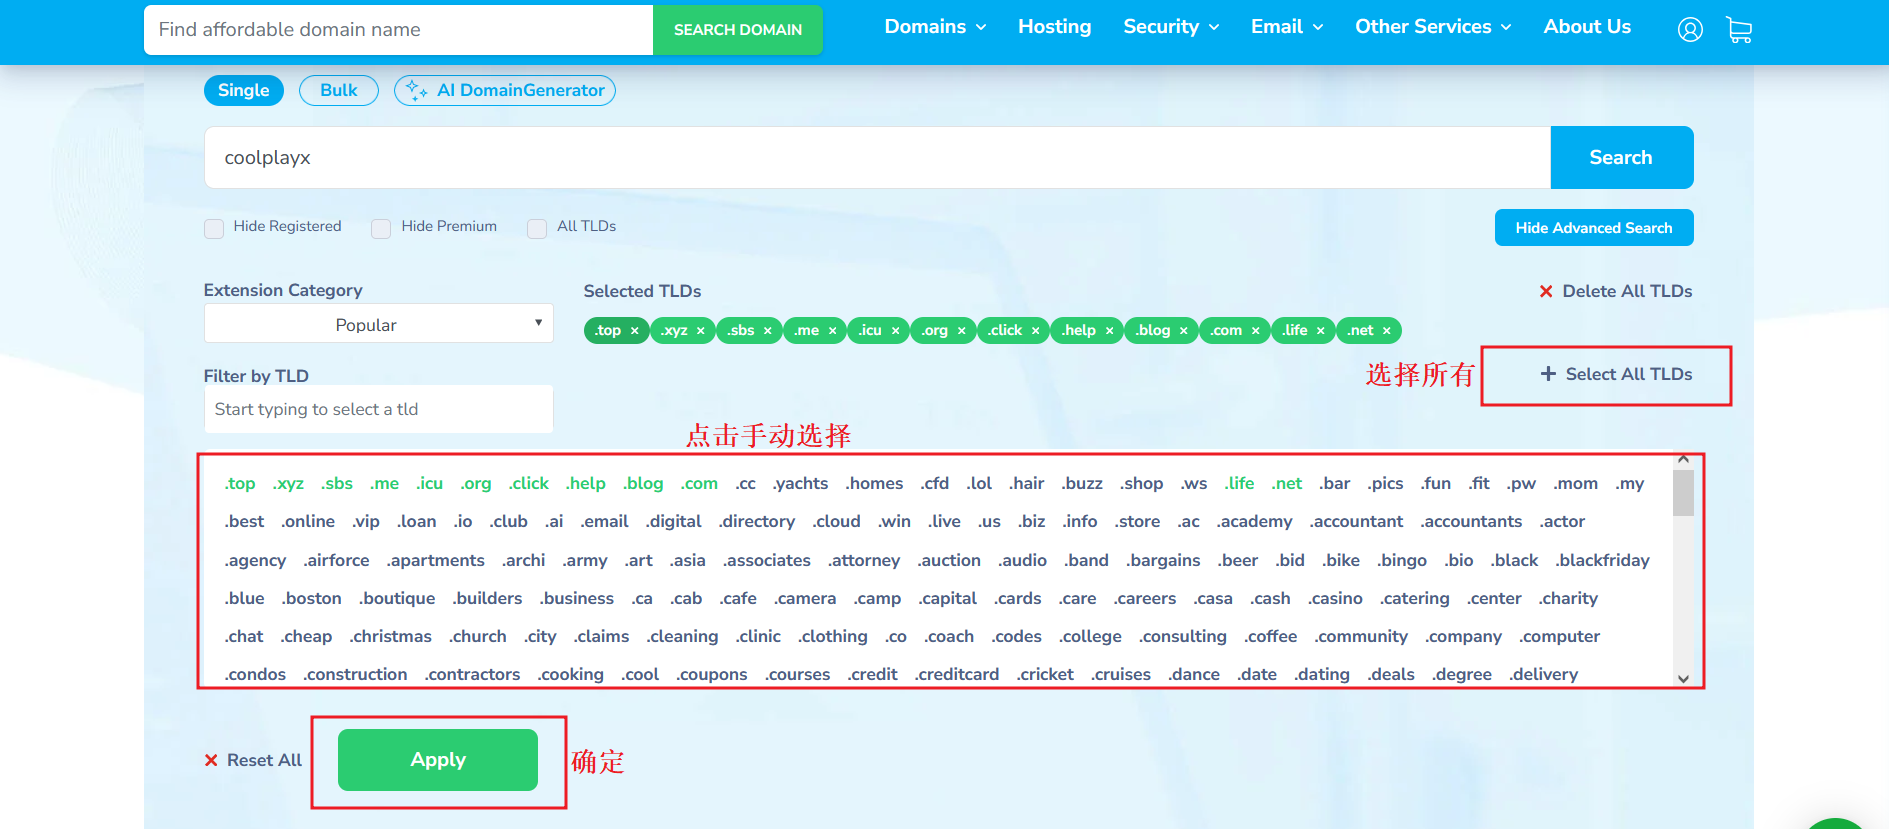 Find affordable domain name SEARCH DOMAIN Domains Hosting Security Email Other Services About Us
Single Bulk AI DomainGenerator
coolplayx Search
Hide Registered Hide Premium All TLDs Hide Advanced Search
Extension Category Selected TLDs × Delete All TLDs
Popular
.top × .xyz × .sbs × .me × .icu × .org × .click × .help × .blog × .com × .life × .net ×
Filter by TLD 选择所有 + Select All TLDs
Start typing to select a tld
点击手动选择
.top .xyz .sbs .me .icu .org .click .help .blog .com .cc .yachts .homes .cfd .lol .hair .buzz .shop .ws .life .net .bar .pics .fun .fit .pw .mom .my
.best .online .vip .loan .io .club .ai .email .digital .directory .cloud .win .live .us .biz .info .store .ac .academy .accountant .accountants .actor
.agency .airforce .apartments .archi .army .art .asia .associates .attorney .auction .audio .band .bargains .beer .bid .bike .bingo .bio .black .blackfriday
.blue .boston .boutique .builders .business .ca .cab .cafe .camera .camp .capital .cards .care .careers .casa .cash .casino .catering .center .charity
.chat .cheap .christmas .church .city .claims .cleaning .clinic .clothing .co .coach .codes .college .consulting .coffee .community .company .computer
.condos .construction .contractors .cooking .cool .coupons .courses .credit .creditcard .cricket .cruises .dance .date .dating .deals .degree .delivery
× Reset All Apply 确定